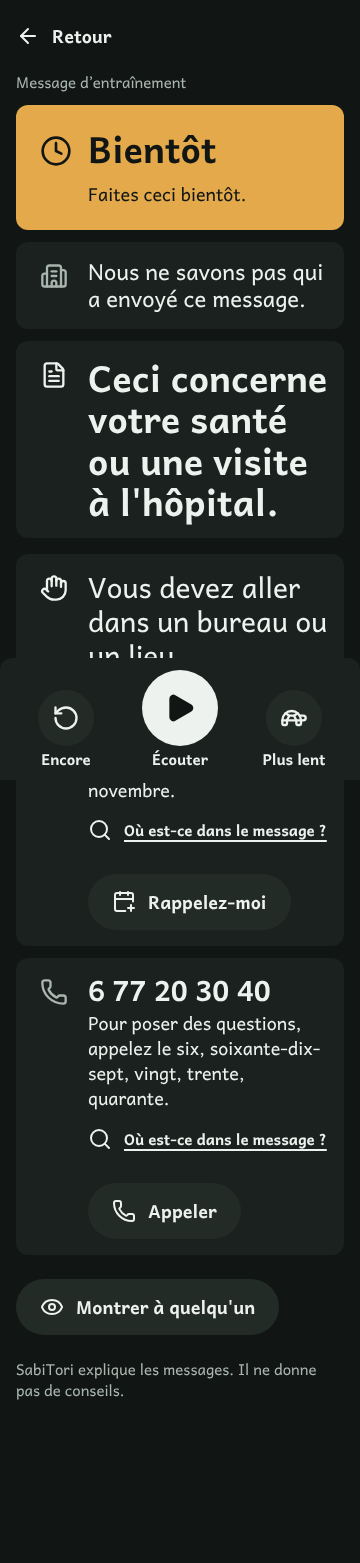 Retour
Message d’entraînement
Bientôt
Faites ceci bientôt.
Nous ne savons pas qui
a envoyé ce message.
Ceci concerne
votre santé
ou une visite
à l'hôpital.
Vous devez aller
dans un bureau ou
un lieu
Encore
Écouter
Plus lent
novembre.
Où est-ce dans le message ?
Rappelez-moi
6 77 20 30 40
Pour poser des questions,
appelez le six, soixante-dix-
sept, vingt, trente,
quarante.
Où est-ce dans le message ?
Appeler
Montrer à quelqu'un
SabiTori explique les messages. Il ne donne
pas de conseils.